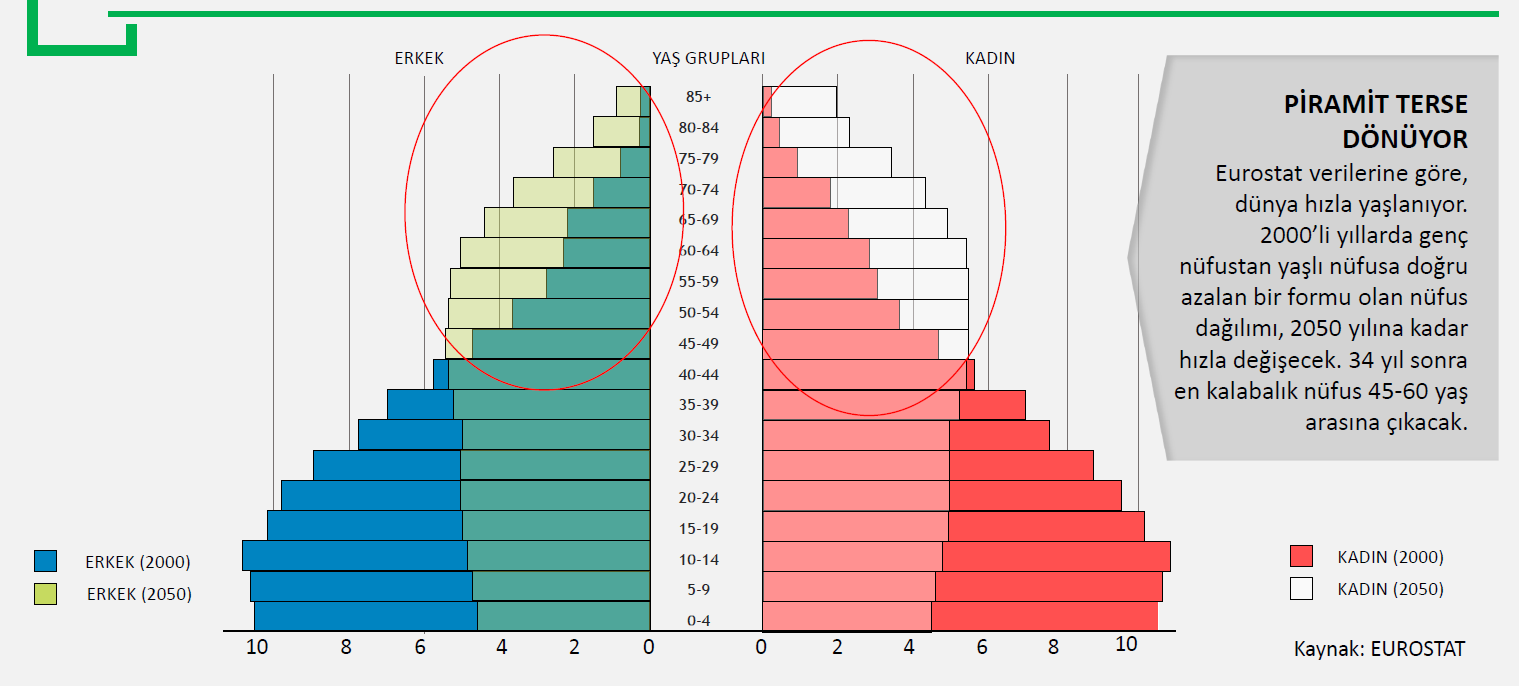 ERKEK
YAŞ GRUPLARI
KADIN
85+
80-84
75-79
70-74
65-69
60-64
55-59
50-54
45-49
40-44
35-39
30-34
25-29
20-24
15-19
10-14
5-9
0-4
10 8 6 4 2 0
0 2 4 6 8 10
ERKEK (2000)
ERKEK (2050)
KADIN (2000)
KADIN (2050)
PİRAMİT TERSE
DÖNÜYOR
Eurostat verilerine göre,
dünya hızla yaşlanıyor.
2000’li yıllarda genç
nüfustan yaşlı nüfusa doğru
azalan bir formu olan nüfus
dağılımı, 2050 yılına kadar
hızla değişecek. 34 yıl sonra
en kalabalık nüfus 45-60 yaş
arasına çıkacak.
Kaynak: EUROSTAT